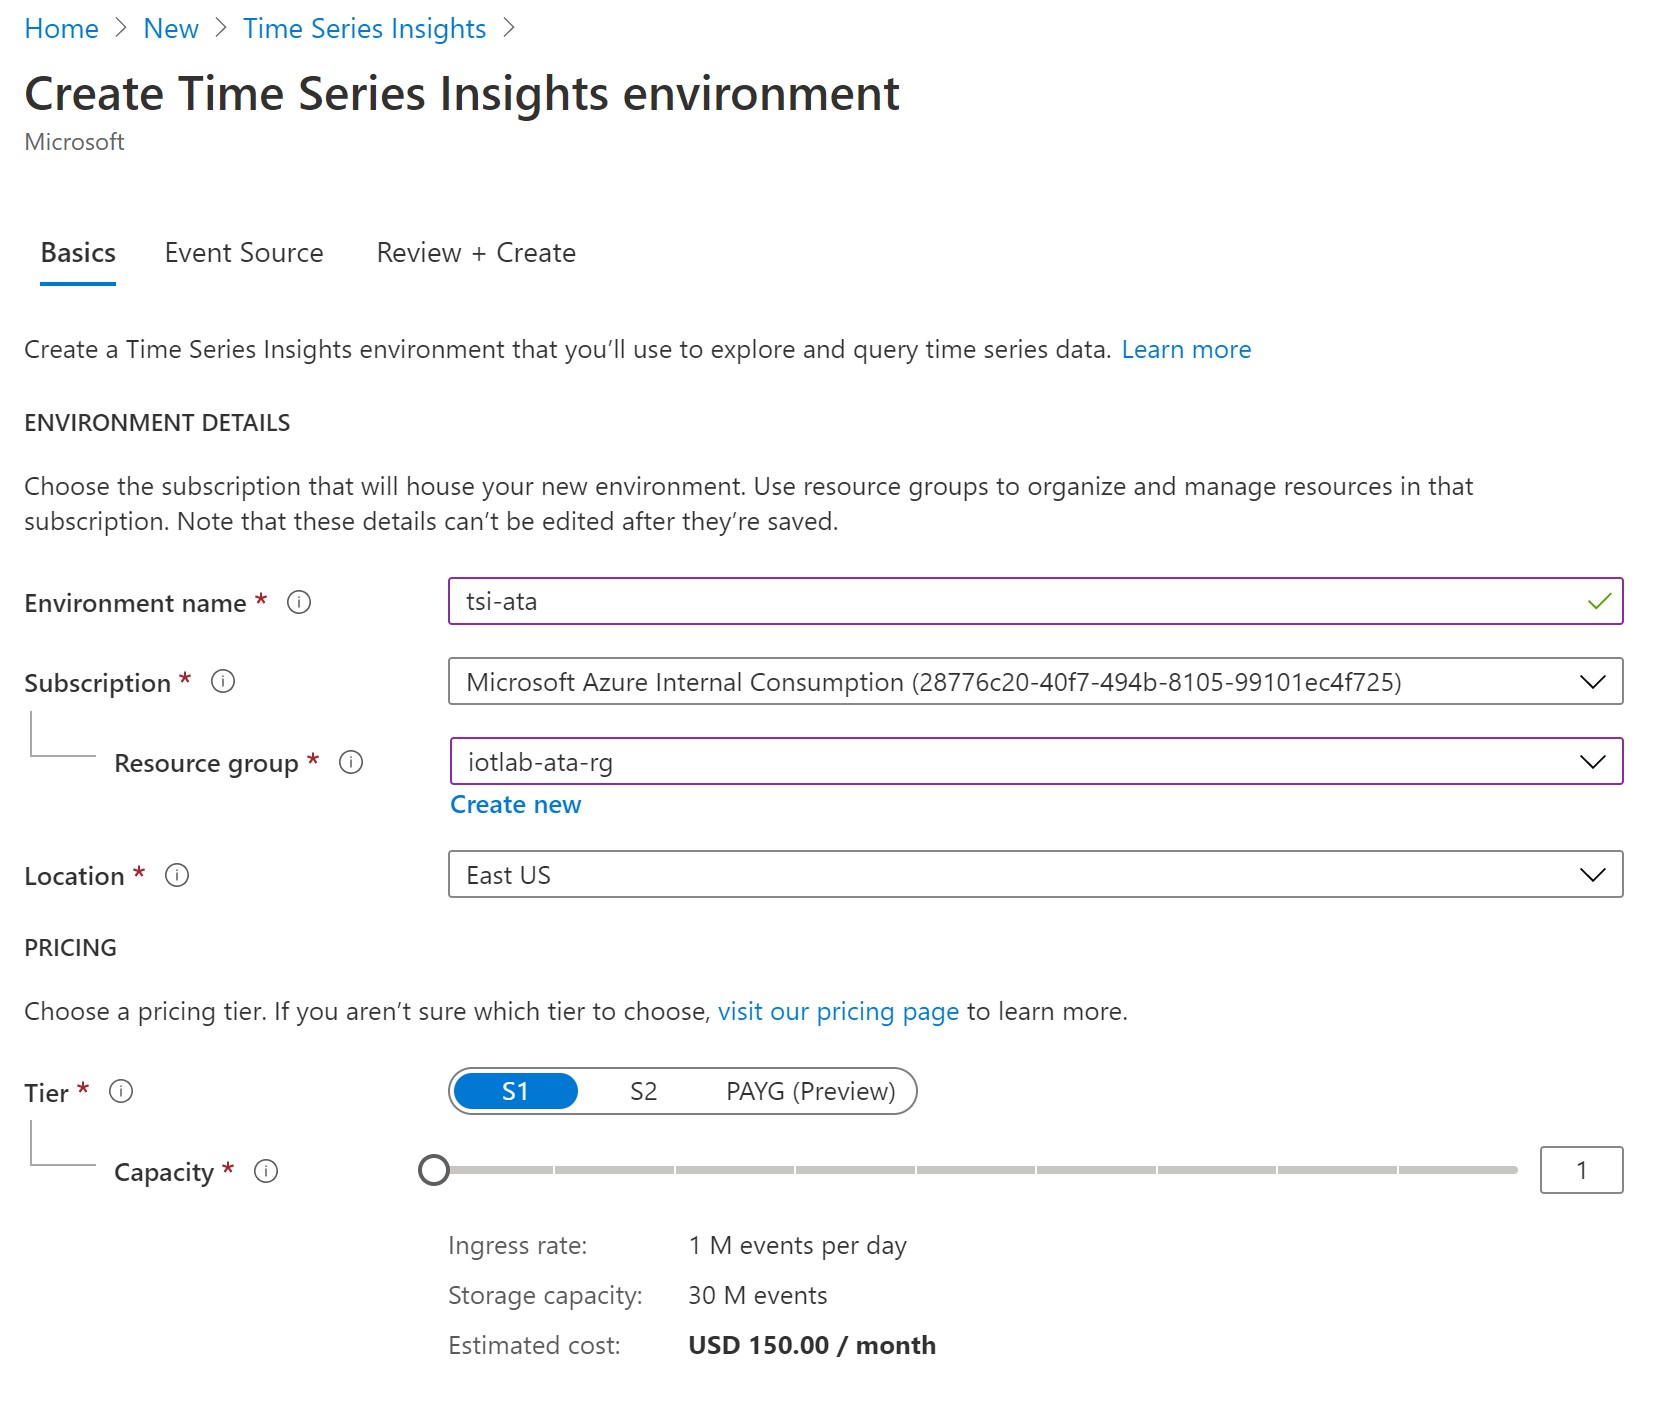 Home > New > Time Series Insights >
Create Time Series Insights environment
Microsoft
Basics Event Source Review + Create
Create a Time Series Insights environment that you’ll use to explore and query time series data. Learn more
ENVIRONMENT DETAILS
Choose the subscription that will house your new environment. Use resource groups to organize and manage resources in that
subscription. Note that these details can’t be edited after they’re saved.
Environment name * tsi-ata
Subscription * Microsoft Azure Internal Consumption (28776c20-40f7-494b-8105-99101ec4f725)
Resource group * iotlab-ata-rg
Create new
Location * East US
PRICING
Choose a pricing tier. If you aren’t sure which tier to choose, visit our pricing page to learn more.
Tier * S1 S2 PAYG (Preview)
Capacity * 1
Ingress rate: 1 M events per day
Storage capacity: 30 M events
Estimated cost: USD 150.00 / month